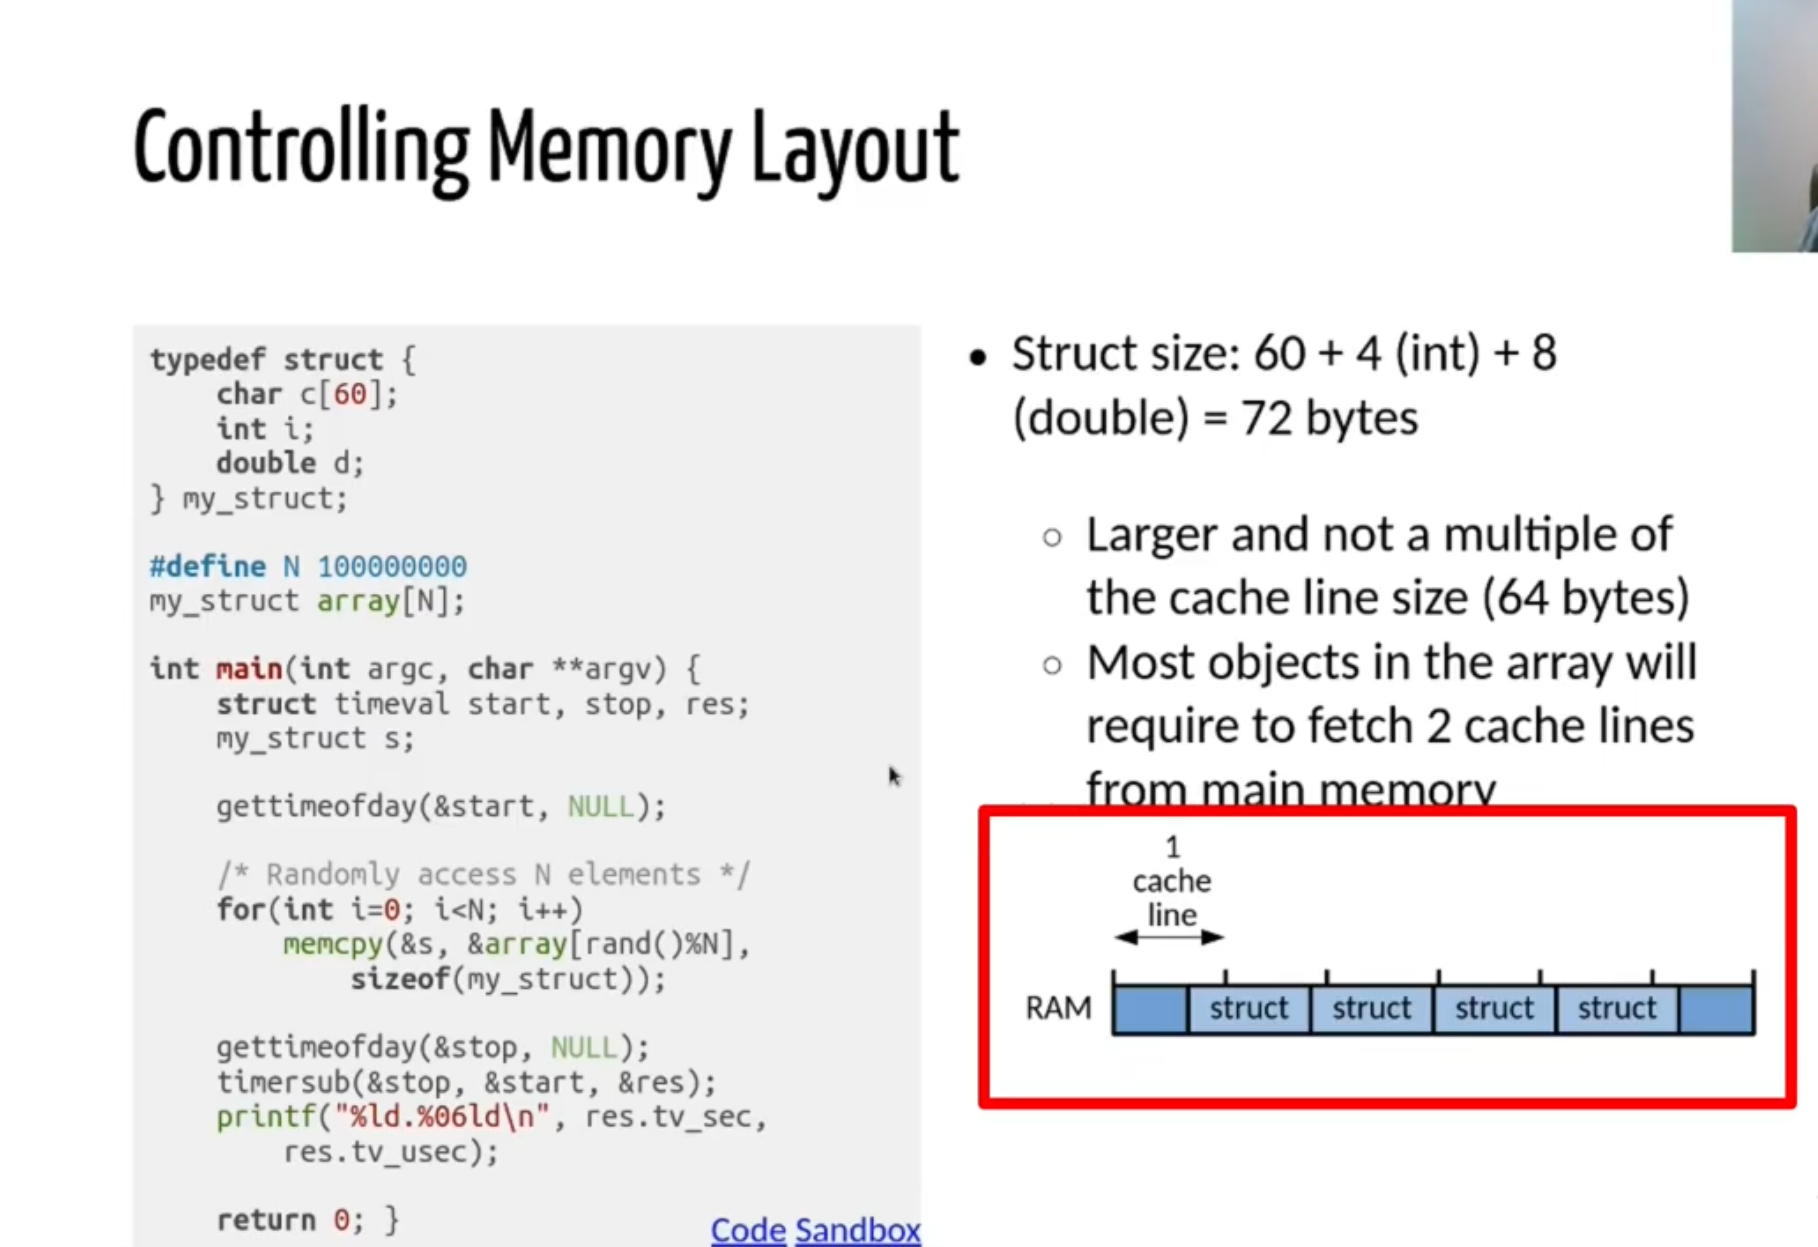 Controlling Memory Layout
typedef struct {
    char c[60];
    int i;
    double d;
} my_struct;
#define N 100000000
my_struct array[N];
int main(int argc, char **argv) {
    struct timeval start, stop, res;
    my_struct s;
    gettimeofday(&start, NULL);
    /* Randomly access N elements */
    for(int i=0; i<N; i++)
        memcpy(&s, &array[rand()%N],
            sizeof(my_struct));
    gettimeofday(&stop, NULL);
    timersub(&stop, &start, &res);
    printf("%ld.%06ld\n", res.tv_sec,
        res.tv_usec);
    return 0; }
Code Sandbox
• Struct size: 60 + 4 (int) + 8
(double) = 72 bytes
○ Larger and not a multiple of
the cache line size (64 bytes)
○ Most objects in the array will
require to fetch 2 cache lines
from main memory
1
cache
line
RAM struct struct struct struct